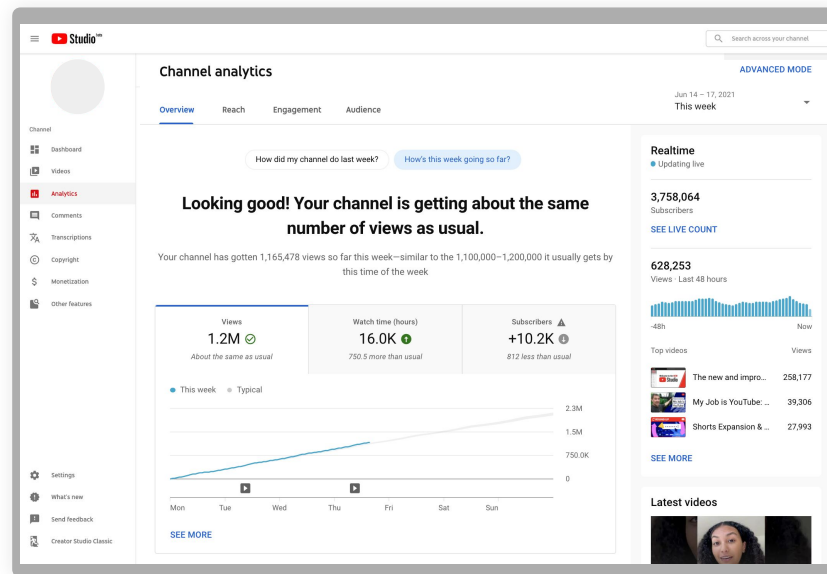 Studio
Search across your channel
Channel analytics
ADVANCED MODE
Overview
Reach
Engagement
Audience
Jun 14 – 17, 2021
This week
Channel
Dashboard
Videos
Analytics
Comments
Transcriptions
Copyright
Monetization
Other features
Settings
What's new
Send feedback
Creator Studio Classic
How did my channel do last week?
How's this week going so far?
Looking good! Your channel is getting about the same
number of views as usual.
Your channel has gotten 1,165,478 views so far this week—similar to the 1,100,000–1,200,000 it usually gets by
this time of the week
Views
1.2M
About the same as usual
Watch time (hours)
16.0K
750.5 more than usual
Subscribers
+10.2K
812 less than usual
This week
Typical
2.3M
1.5M
750.0K
0
Mon
Tue
Wed
Thu
Fri
Sat
Sun
SEE MORE
Realtime
Updating live
3,758,064
Subscribers
SEE LIVE COUNT
628,253
Views · Last 48 hours
-48h
Now
Top videos
Views
The new and impro...
258,177
My Job is YouTube: ...
39,306
Shorts Expansion & ...
27,993
SEE MORE
Latest videos